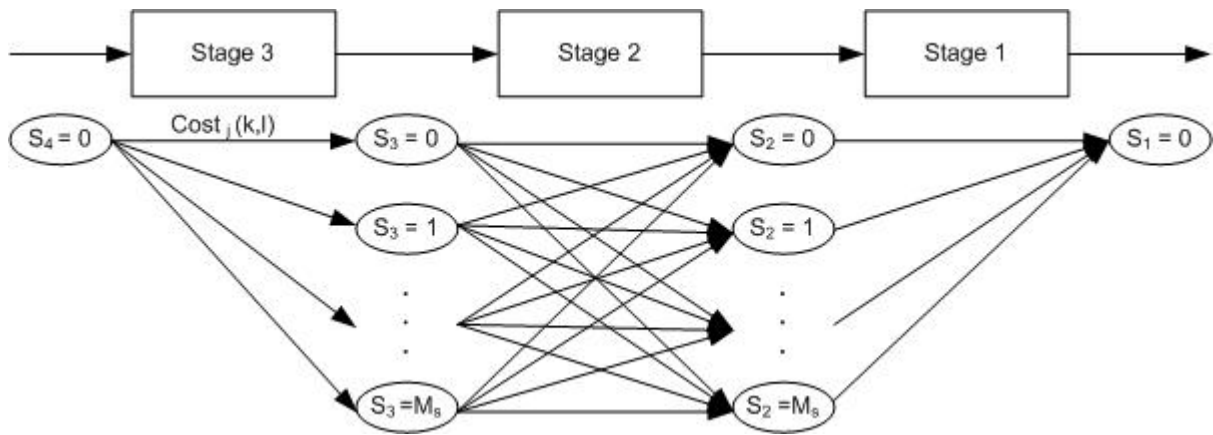 Stage 3 Stage 2 Stage 1
Cost j (k,l)
S4 = 0 S3 = 0 S2 = 0 S1 = 0
S3 = 1 S2 = 1
. .
. .
. .
S3 =Ms S2 =Ms